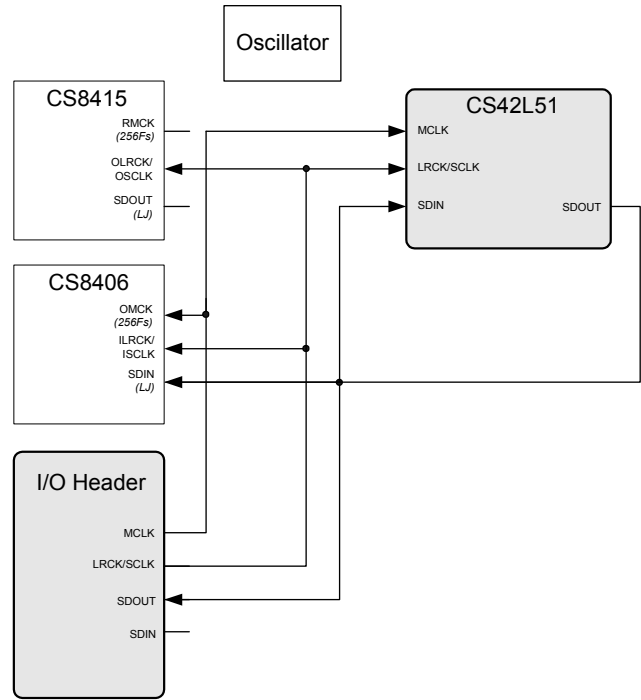 Oscillator
CS8415
RMCK
(256Fs)
OLRCK/
OSCLK
SDOUT
(LJ)
CS42L51
MCLK
LRCK/SCLK
SDIN
SDOUT
CS8406
OMCK
(256Fs)
ILRCK/
ISCLK
SDIN
(LJ)
I/O Header
MCLK
LRCK/SCLK
SDOUT
SDIN